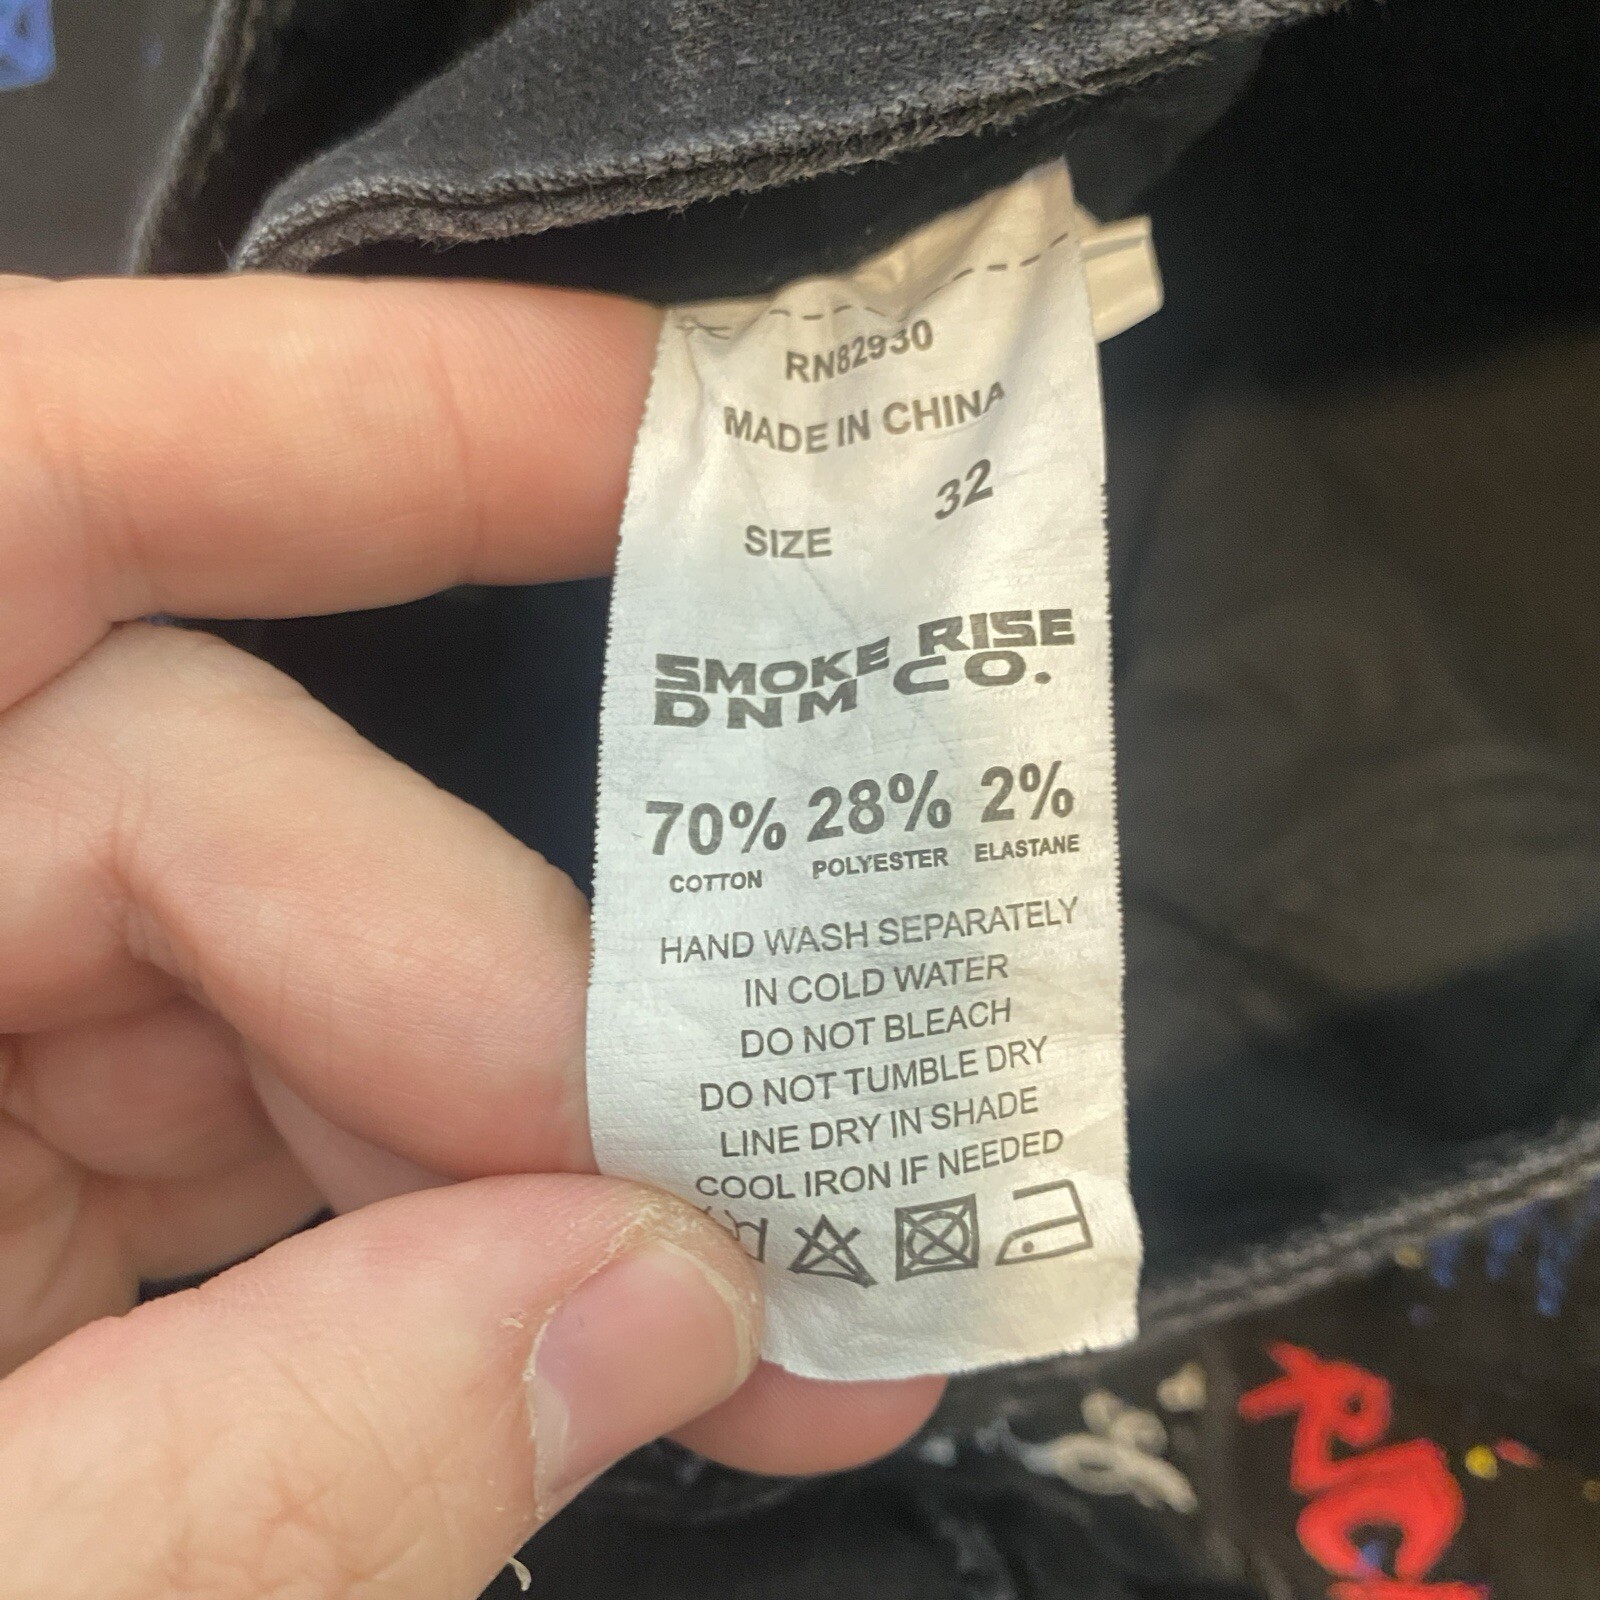 RN82930
MADE IN CHINA
SIZE 32
SMOKE RISE
DNM CO.
70% 28% 2%
COTTON POLYESTER ELASTANE
HAND WASH SEPARATELY
IN COLD WATER
DO NOT BLEACH
DO NOT TUMBLE DRY
LINE DRY IN SHADE
COOL IRON IF NEEDED